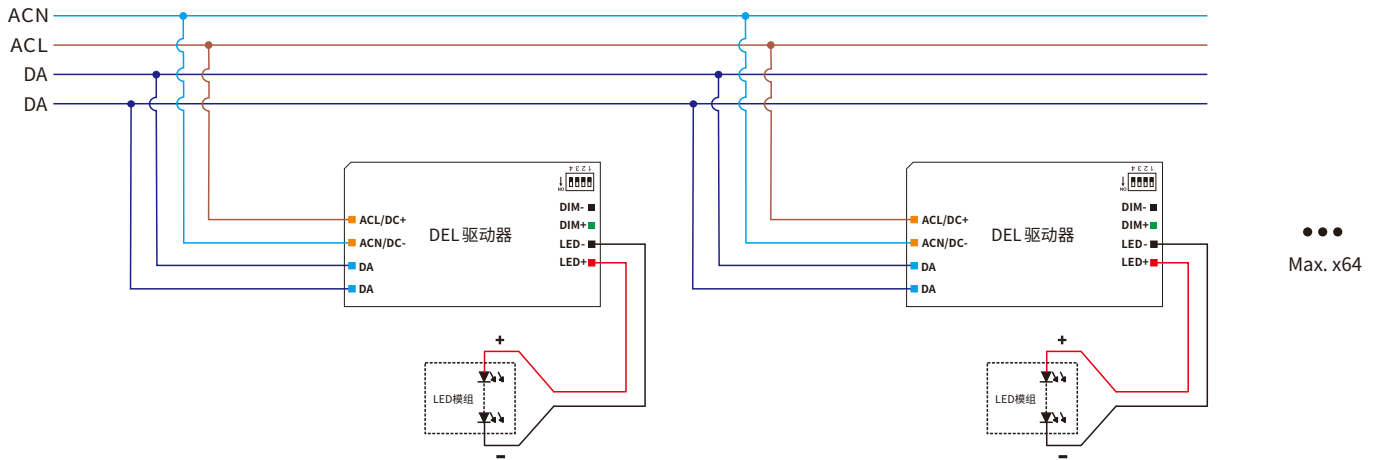 ACN
ACL
DA
DA
1 2 3 4
ON
ACL/DC+
ACN/DC-
DA
DA
DEL 驱动器
DIM-
DIM+
LED-
LED+
+
LED模组
-
1 2 3 4
ON
ACL/DC+
ACN/DC-
DA
DA
DEL 驱动器
DIM-
DIM+
LED-
LED+
+
LED模组
-
•••
Max. x64